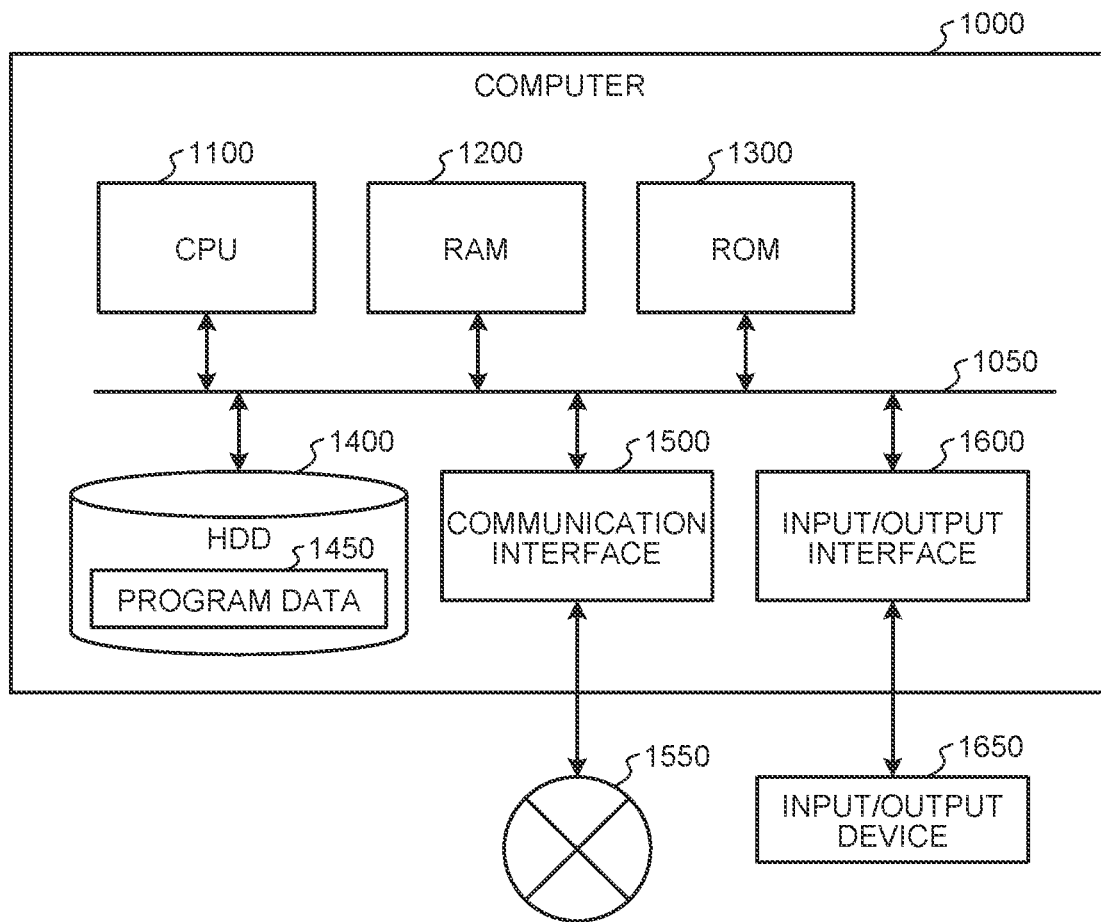 1000
COMPUTER
1100
1200
1300
CPU
RAM
ROM
1050
1400
1500
1600
HDD
1450
PROGRAM DATA
COMMUNICATION
INTERFACE
INPUT/OUTPUT
INTERFACE
1550
1650
INPUT/OUTPUT
DEVICE